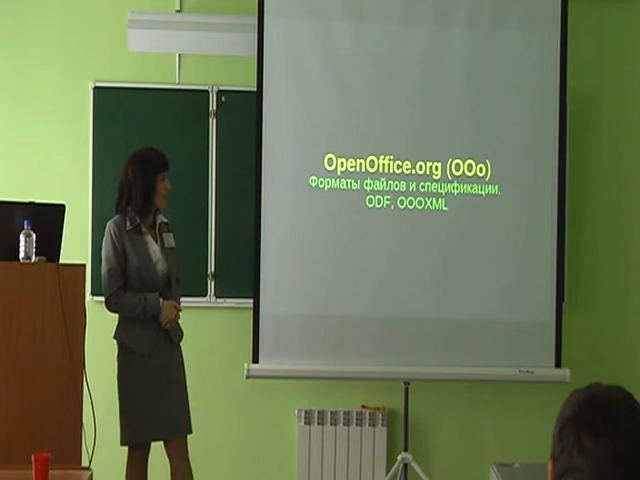 OpenOffice.org (OOo)
Форматы файлов и спецификации.
ODF, OOOXML